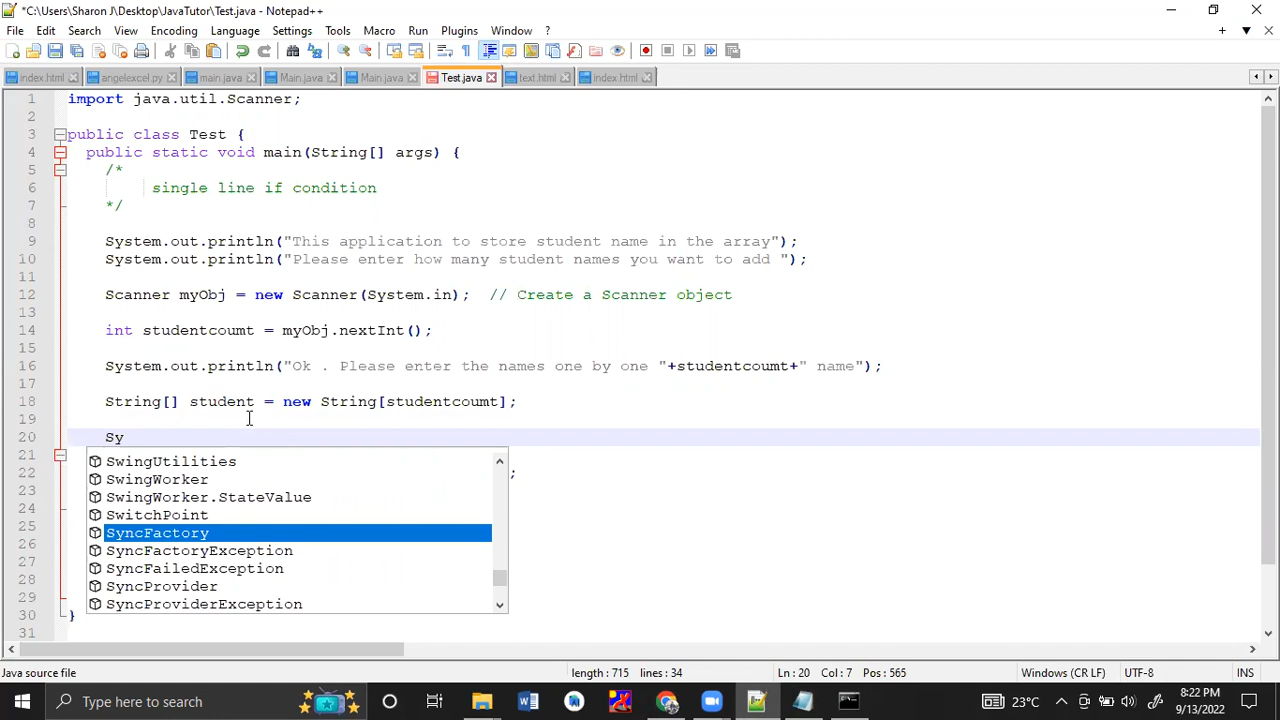 *C:\Users\Sharon J\Desktop\JavaTutor\Test.java - Notepad++
File Edit Search View Encoding Language Settings Tools Macro Run Plugins Window ?
index.html angelexcel.py main.java Main.java Main.java Test.java text.html index.html
1 import java.util.Scanner;
2
3 public class Test {
4 public static void main(String[] args) {
5 /*
6 single line if condition
7 */
8
9 System.out.println("This application to store student name in the array");
10 System.out.println("Please enter how many student names you want to add ");
11
12 Scanner myObj = new Scanner(System.in); // Create a Scanner object
13
14 int studentcoumt = myObj.nextInt();
15
16 System.out.println("Ok . Please enter the names one by one "+studentcoumt+" name");
17
18 String[] student = new String[studentcoumt];
19
20 Sy
21
SwingUtilities
22 ;
SwingWorker
23
SwingWorker.StateValue
24
SwitchPoint
25
SyncFactory
26
SyncFactoryException
27
SyncFailedException
28
SyncProvider
29
SyncProviderException
30 }
31
Java source file length : 715 lines : 34 Ln : 20 Col : 7 Pos : 565 Windows (CR LF) UTF-8 INS
Type here to search 23°C 8:22 PM
9/13/2022